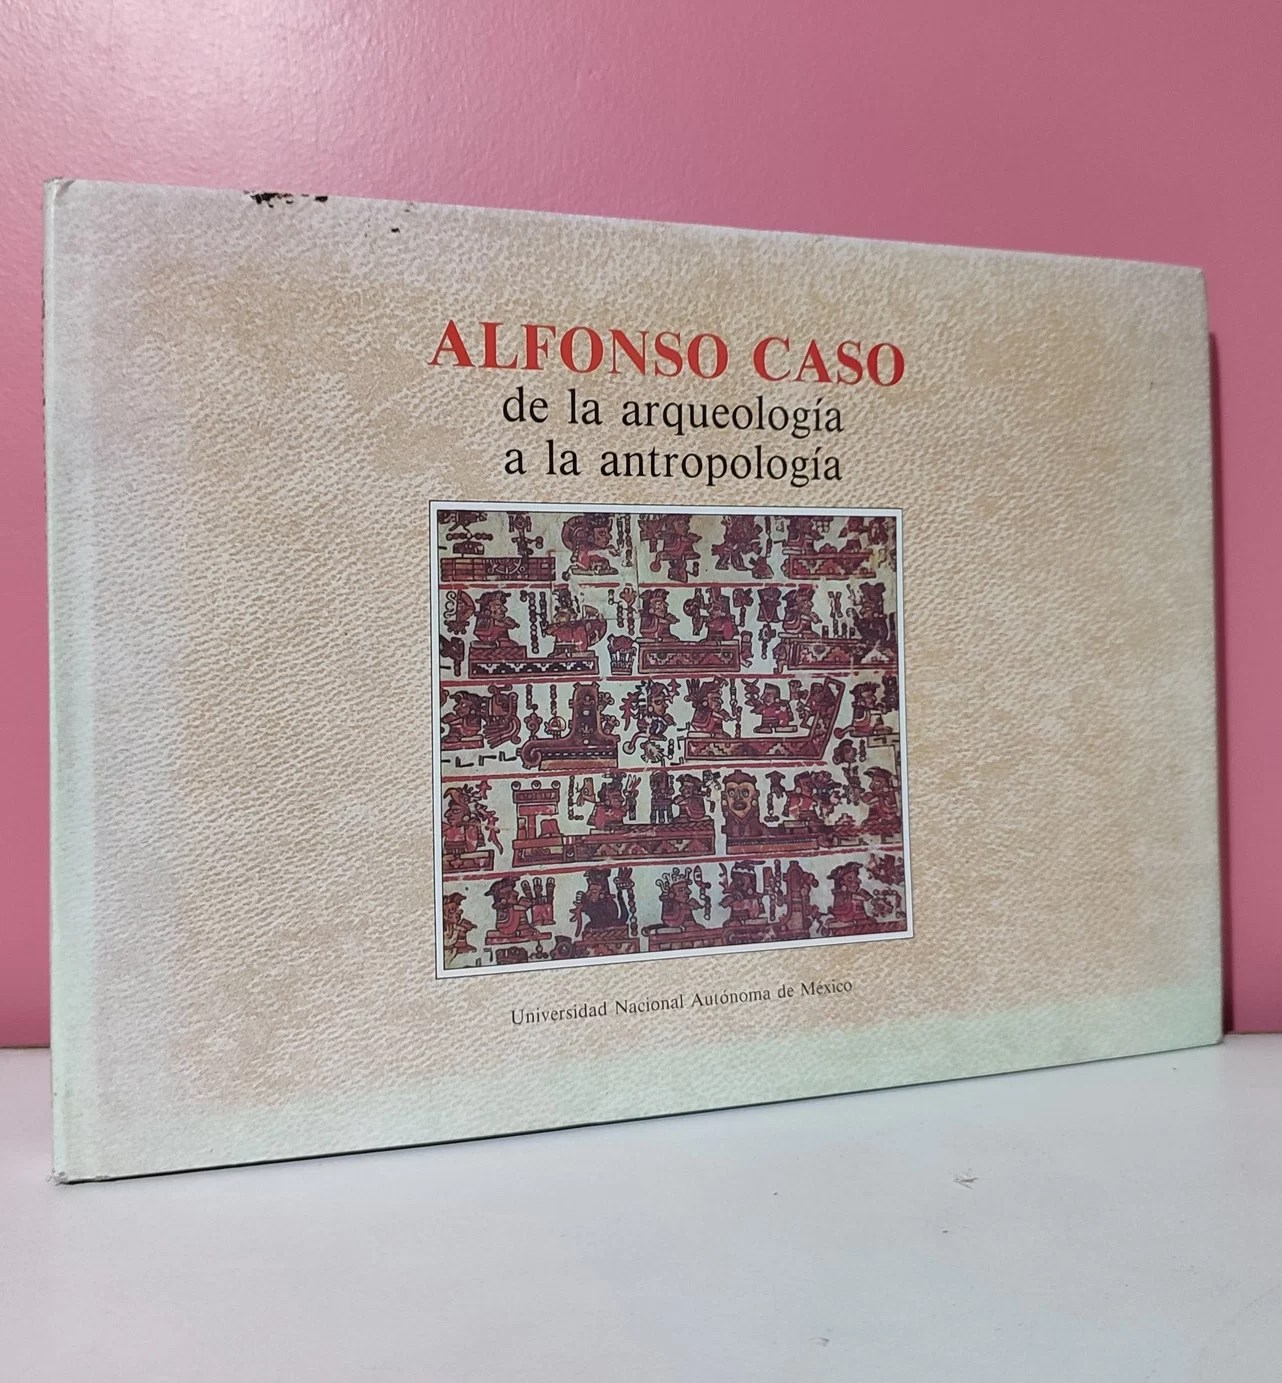 ALFONSO CASO
de la arqueología
a la antropología
Universidad Nacional Autónoma de México